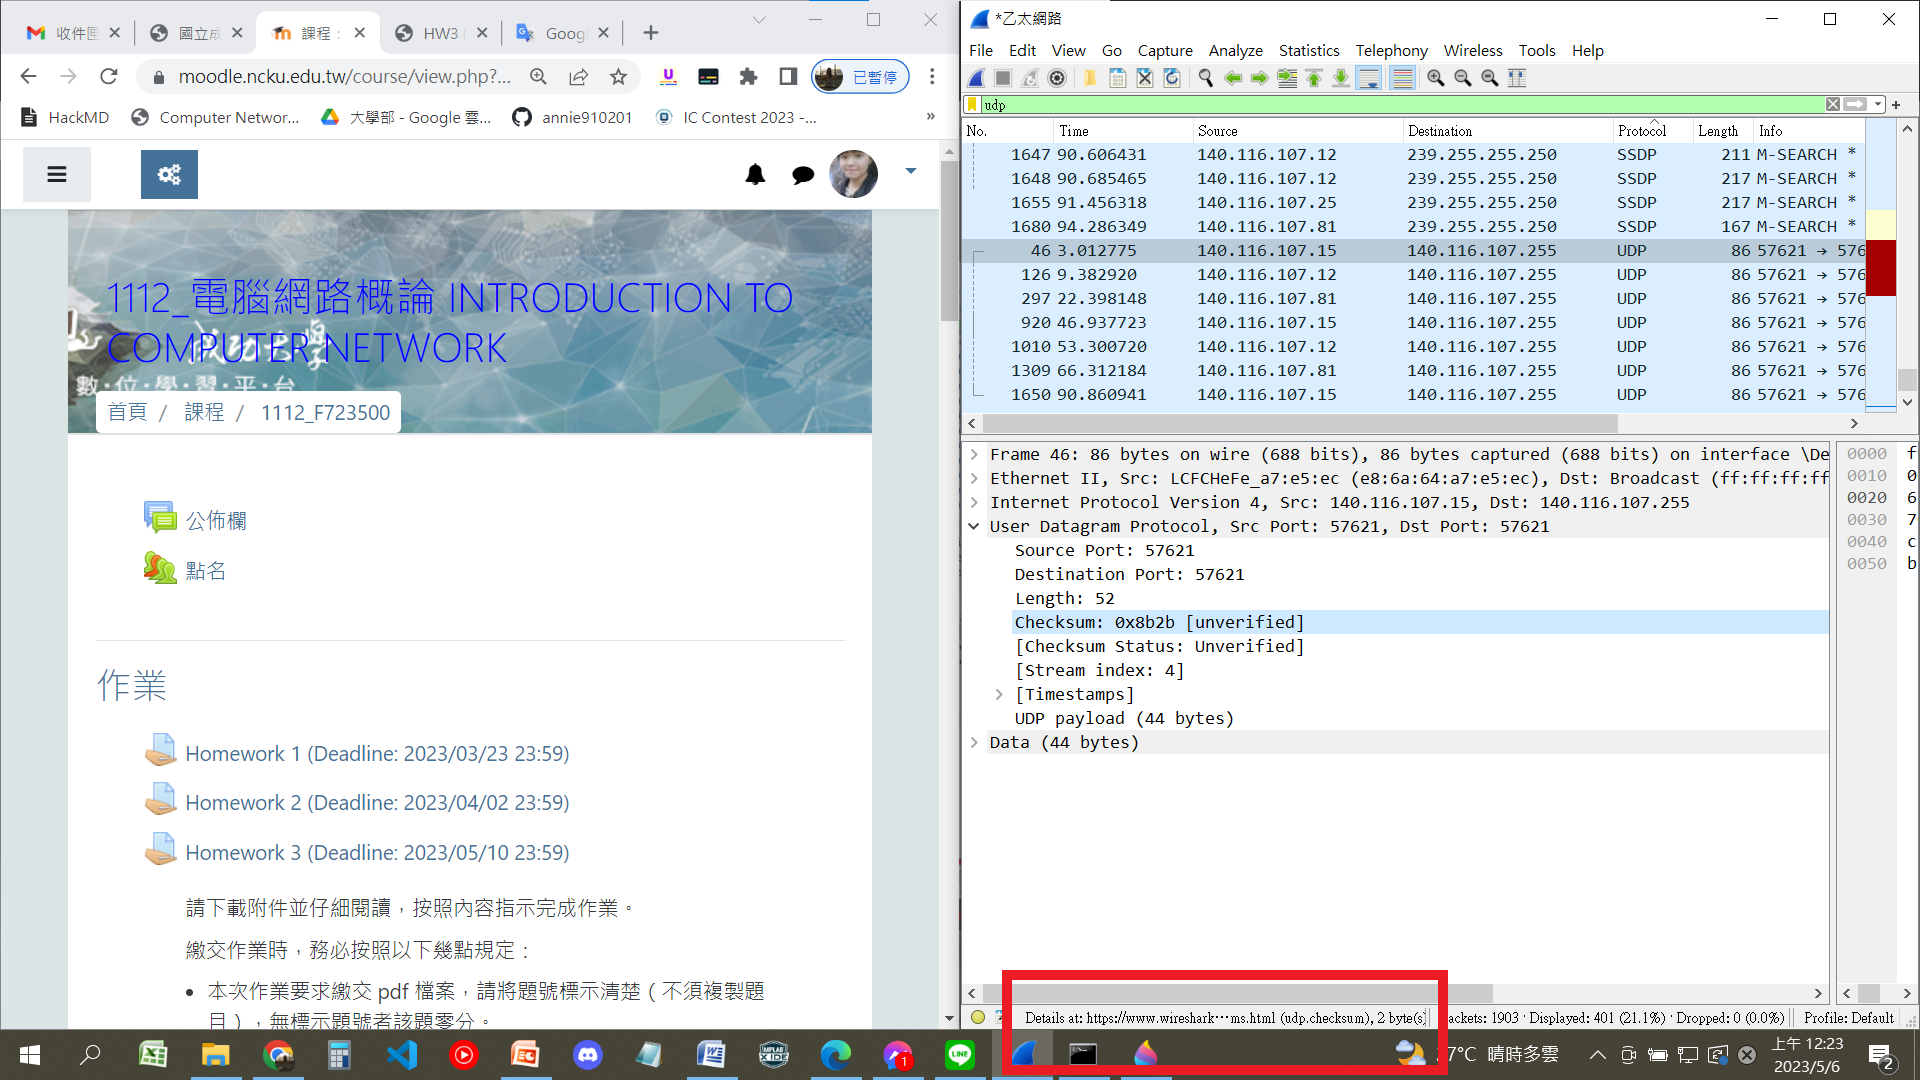 收件匣
國立成
課程：
HW3
Goog
moodle.ncku.edu.tw/course/view.php?...
已暫停
HackMD
Computer Networ...
大學部 - Google 雲...
annie910201
IC Contest 2023 -...
»
1112_電腦網路概論 INTRODUCTION TO
COMPUTER NETWORK
數‧位‧學‧習‧平‧台
首頁 / 課程 / 1112_F723500
公佈欄
點名
作業
Homework 1 (Deadline: 2023/03/23 23:59)
Homework 2 (Deadline: 2023/04/02 23:59)
Homework 3 (Deadline: 2023/05/10 23:59)
請下載附件並仔細閱讀，按照內容指示完成作業。
繳交作業時，務必按照以下幾點規定：
• 本次作業要求繳交 pdf 檔案，請將題號標示清楚（不須複製題
目），無標示題號者該題零分。
*乙太網路
File Edit View Go Capture Analyze Statistics Telephony Wireless Tools Help
udp
No. Time Source Destination Protocol Length Info
1647 90.606431 140.116.107.12 239.255.255.250 SSDP 211 M-SEARCH *
1648 90.685465 140.116.107.12 239.255.255.250 SSDP 217 M-SEARCH *
1655 91.456318 140.116.107.25 239.255.255.250 SSDP 217 M-SEARCH *
1680 94.286349 140.116.107.81 239.255.255.250 SSDP 167 M-SEARCH *
46 3.012775 140.116.107.15 140.116.107.255 UDP 86 57621 → 576
126 9.382920 140.116.107.12 140.116.107.255 UDP 86 57621 → 576
297 22.398148 140.116.107.81 140.116.107.255 UDP 86 57621 → 576
920 46.937723 140.116.107.15 140.116.107.255 UDP 86 57621 → 576
1010 53.300720 140.116.107.12 140.116.107.255 UDP 86 57621 → 576
1309 66.312184 140.116.107.81 140.116.107.255 UDP 86 57621 → 576
1650 90.860941 140.116.107.15 140.116.107.255 UDP 86 57621 → 576
Frame 46: 86 bytes on wire (688 bits), 86 bytes captured (688 bits) on interface \De
Ethernet II, Src: LCFCHeFe_a7:e5:ec (e8:6a:64:a7:e5:ec), Dst: Broadcast (ff:ff:ff:ff
Internet Protocol Version 4, Src: 140.116.107.15, Dst: 140.116.107.255
User Datagram Protocol, Src Port: 57621, Dst Port: 57621
Source Port: 57621
Destination Port: 57621
Length: 52
Checksum: 0x8b2b [unverified]
[Checksum Status: Unverified]
[Stream index: 4]
[Timestamps]
UDP payload (44 bytes)
Data (44 bytes)
0000 f
0010 0
0020 6
0030 7
0040 c
0050 b
Details at: https://www.wireshark⋯ms.html (udp.checksum), 2 byte(s)
ackets: 1903 · Displayed: 401 (21.1%) · Dropped: 0 (0.0%)
Profile: Default
7°C 晴時多雲
上午 12:23
2023/5/6
1
2
LINE
MPLAB
X IDE